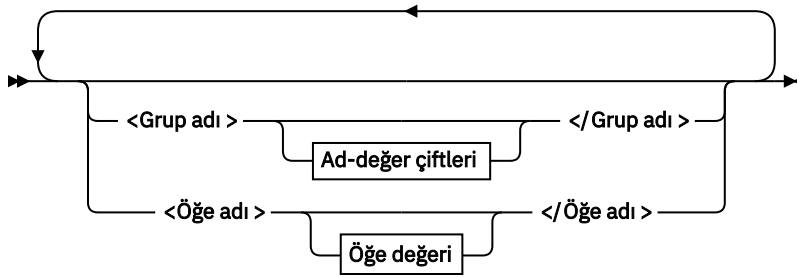 <Grup adı > </ Grup adı >
Ad-değer çiftleri
<Öğe adı > </ Öğe adı >
Öğe değeri